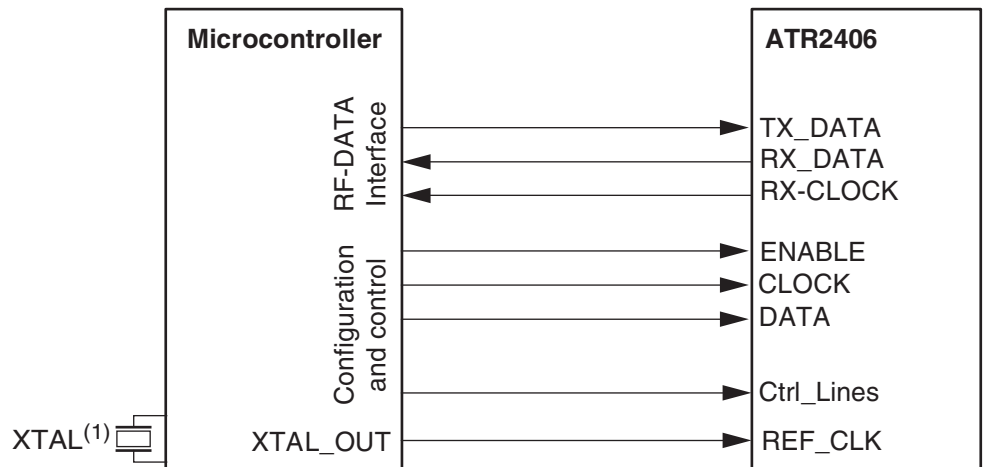 Microcontroller
RF-DATA
Interface
Configuration
and control
XTAL(1)
XTAL_OUT
ATR2406
TX_DATA
RX_DATA
RX-CLOCK
ENABLE
CLOCK
DATA
Ctrl_Lines
REF_CLK